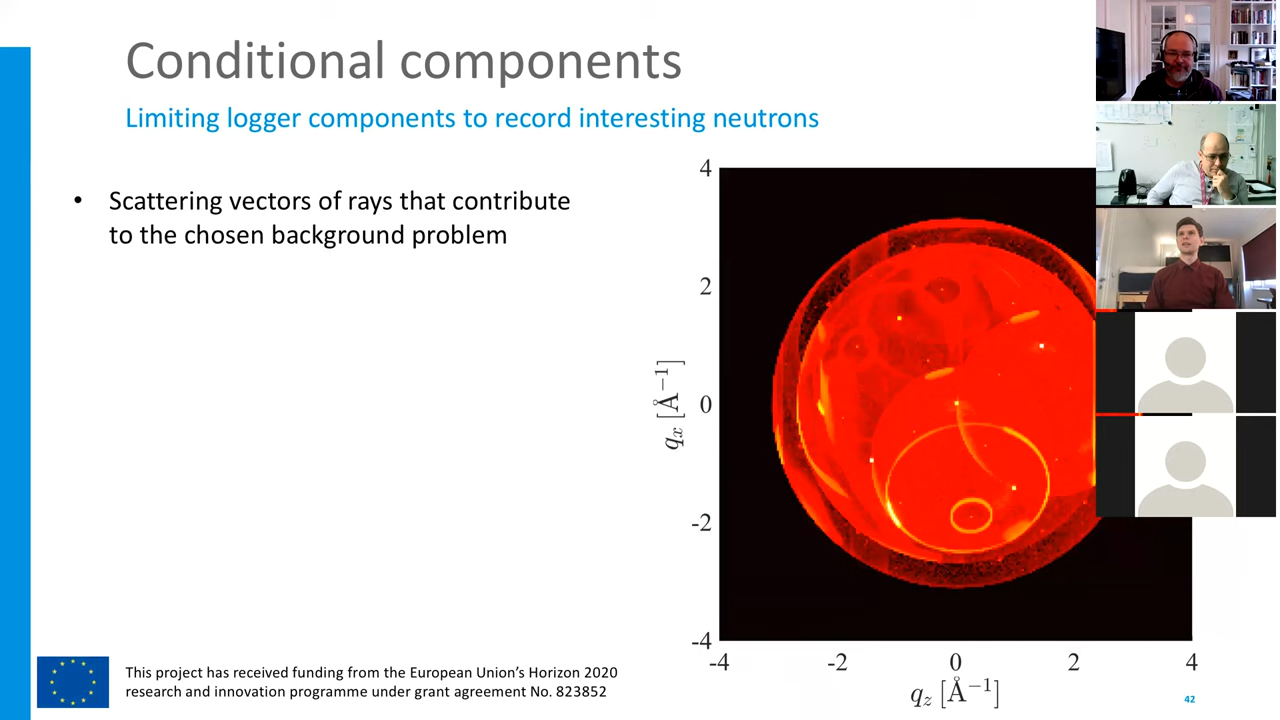 Conditional components
Limiting logger components to record interesting neutrons
• Scattering vectors of rays that contribute
to the chosen background problem
4
2
0
-2
-4
qₓ [Å⁻¹]
-4 -2 0 2 4
q_z [Å⁻¹]
This project has received funding from the European Union’s Horizon 2020
research and innovation programme under grant agreement No. 823852
42